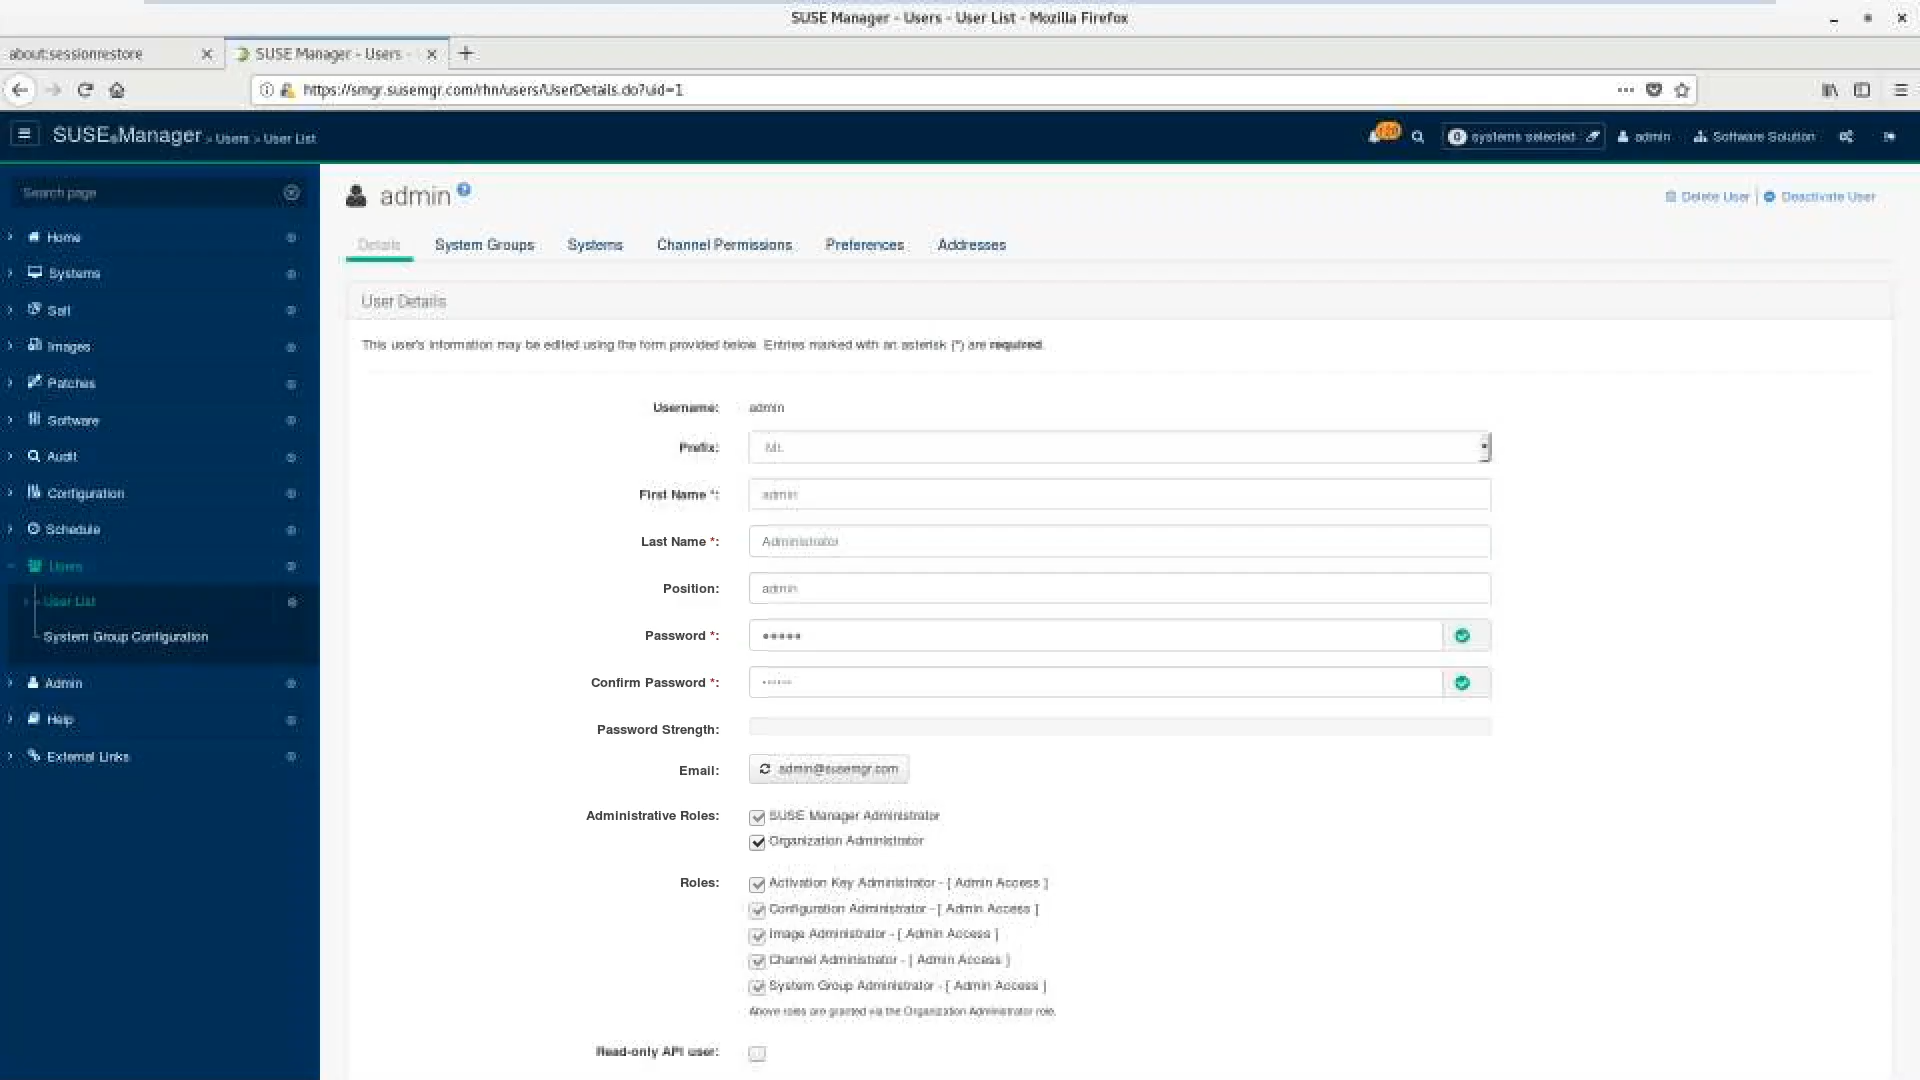 SUSE Manager - Users - User List - Mozilla Firefox
about:sessionrestore
SUSE Manager - Users -
https://smgr.susemgr.com/rhn/users/UserDetails.do?uid=1
SUSE Manager > Users > User List
0 systems selected
admin
Software Solution
Search page
Home
Systems
Salt
Images
Patches
Software
Audit
Configuration
Schedule
Users
User List
System Group Configuration
Admin
Help
External Links
admin
Delete User | Deactivate User
Details System Groups Systems Channel Permissions Preferences Addresses
User Details
This user's information may be edited using the form provided below. Entries marked with an asterisk (*) are required.
Username: admin
Prefix:
First Name *: admin
Last Name *: Administrator
Position: admin
Password *: •••••
Confirm Password *:
Password Strength:
Email: admin@susemgr.com
Administrative Roles: SUSE Manager Administrator
Organization Administrator
Roles: Activation Key Administrator - [ Admin Access ]
Configuration Administrator - [ Admin Access ]
Image Administrator - [ Admin Access ]
Channel Administrator - [ Admin Access ]
System Group Administrator - [ Admin Access ]
Above roles are granted via the Organization Administrator role.
Read-only API user: